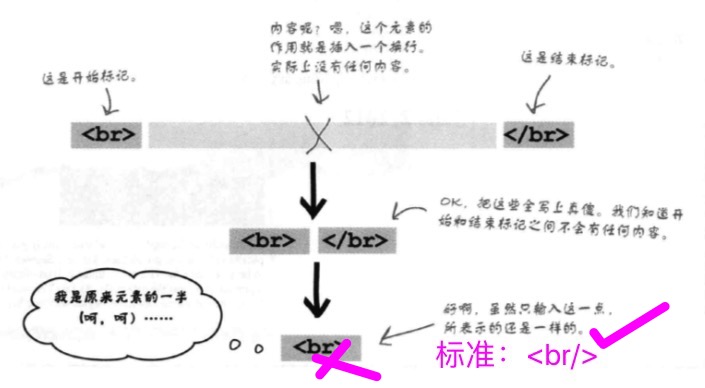 内容呢？嗯，这个元素的
作用就是插入一个换行。
实际上没有任何内容。
这是开始标记。
这是结束标记。
<br>
</br>
OK，把这些全写上真傻。我们知道开
始和结束标记之间不会有任何内容。
<br> </br>
我是原来元素的一半
(呵，呵) ……
好啊，虽然只输入这一点，
所表示的还是一样的。
<br>
标准：<br/>